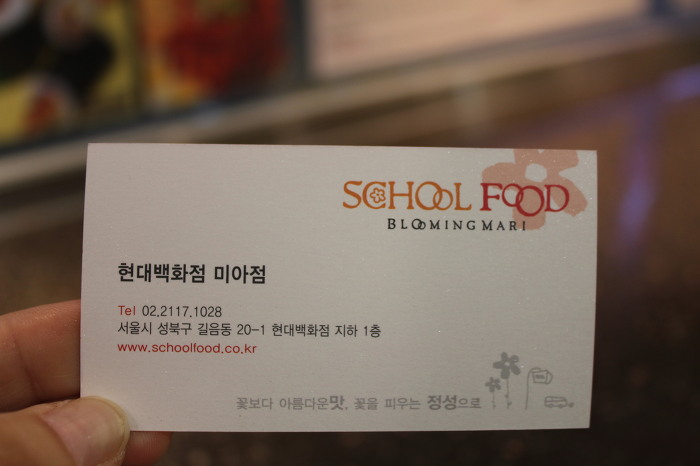 SCHOOL FOOD
BLOOMING MARI
현대백화점 미아점
Tel 02.2117.1028
서울시 성북구 길음동 20-1 현대백화점 지하 1층
www.schoolfood.co.kr
꽃보다 아름다운맛, 꽃을 피우는 정성으로